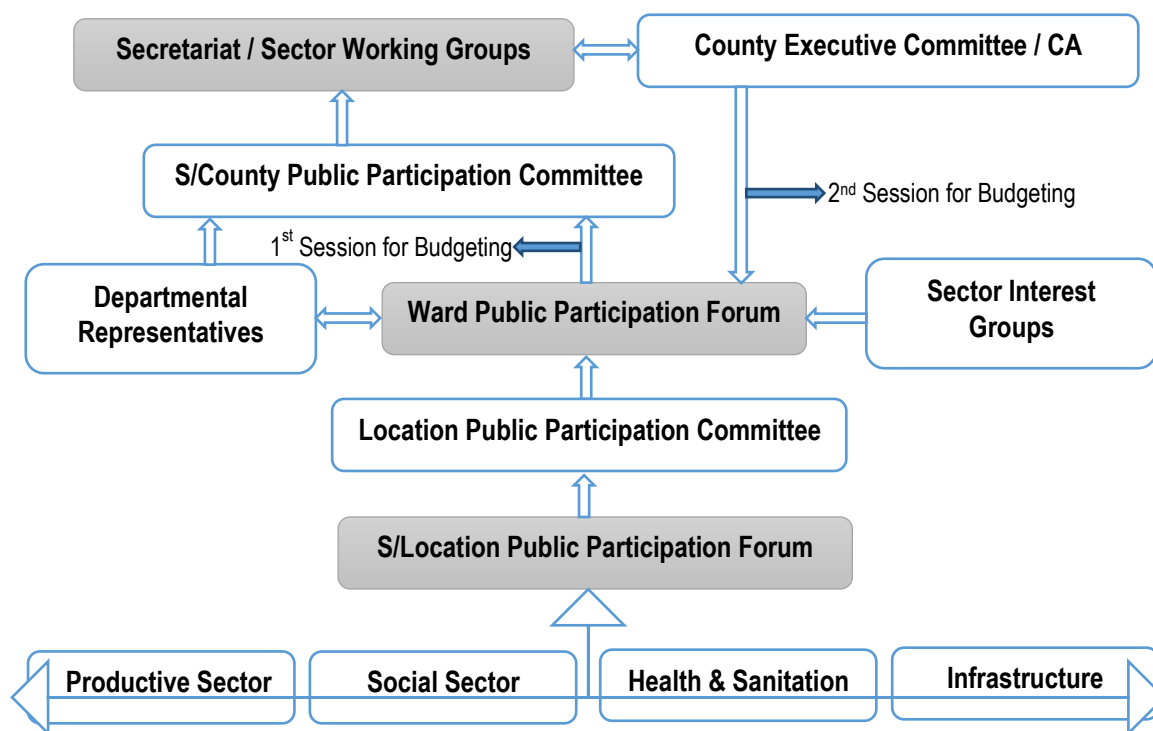 Secretariat / Sector Working Groups
County Executive Committee / CA
S/County Public Participation Committee
2nd Session for Budgeting
1st Session for Budgeting
Departmental
Representatives
Ward Public Participation Forum
Sector Interest
Groups
Location Public Participation Committee
S/Location Public Participation Forum
Productive Sector
Social Sector
Health & Sanitation
Infrastructure